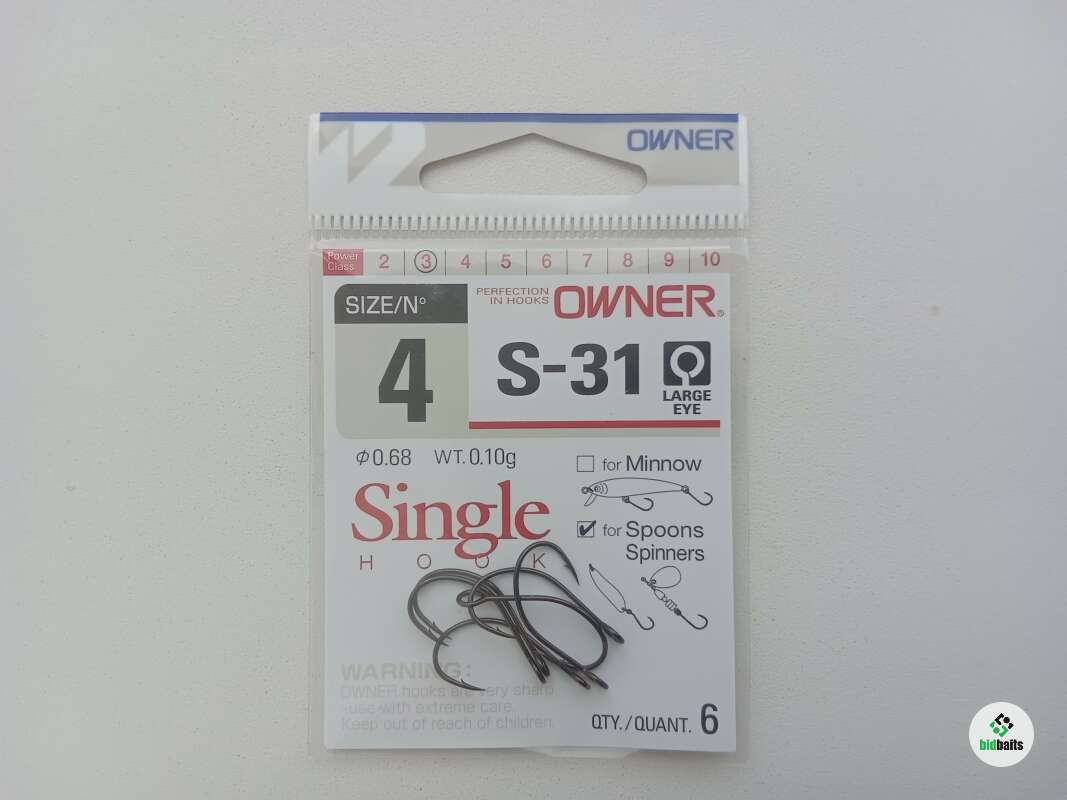 OWNER
Power Class 2 3 4 5 6 7 8 9 10
SIZE/N°
4
PERFECTION
IN HOOKS
OWNER®
S-31
LARGE
EYE
Φ0.68 WT. 0.10g
for Minnow
Single
HOOK
for Spoons
Spinners
WARNING:
OWNER hooks are very sharp
-use with extreme care.
Keep out of reach of children.
QTY./QUANT. 6
bidbaits